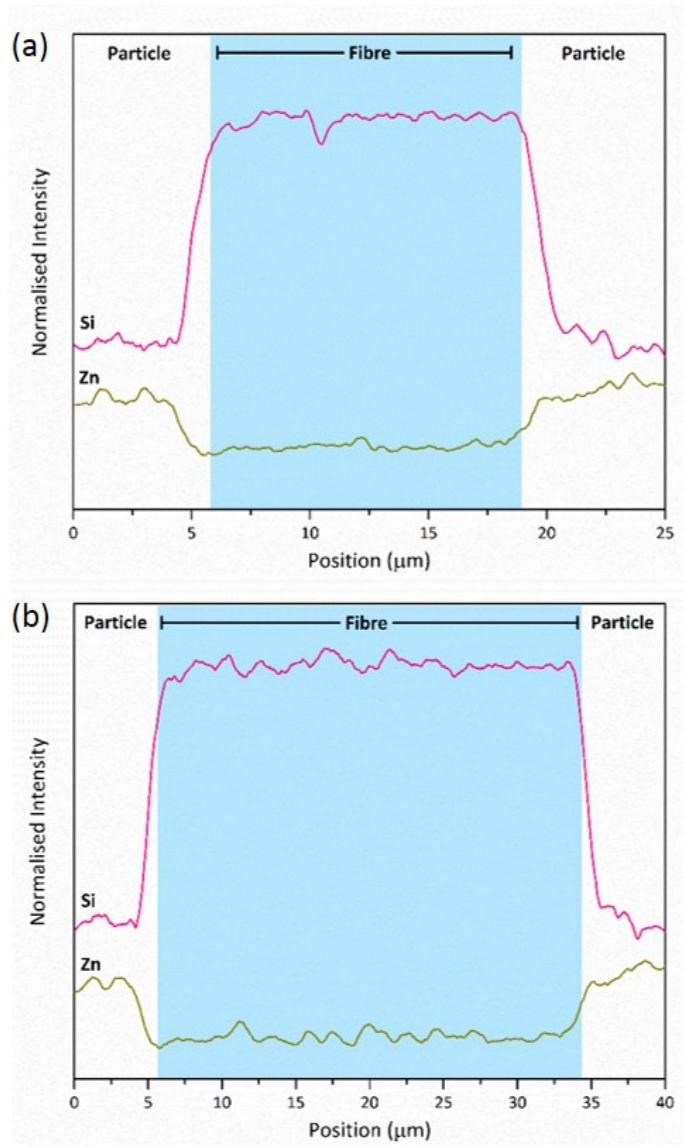 (a)
Particle Fibre Particle
Normalised Intensity
Si
Zn
0 5 10 15 20 25
Position (μm)
(b)
Particle Fibre Particle
Normalised Intensity
Si
Zn
0 5 10 15 20 25 30 35 40
Position (μm)